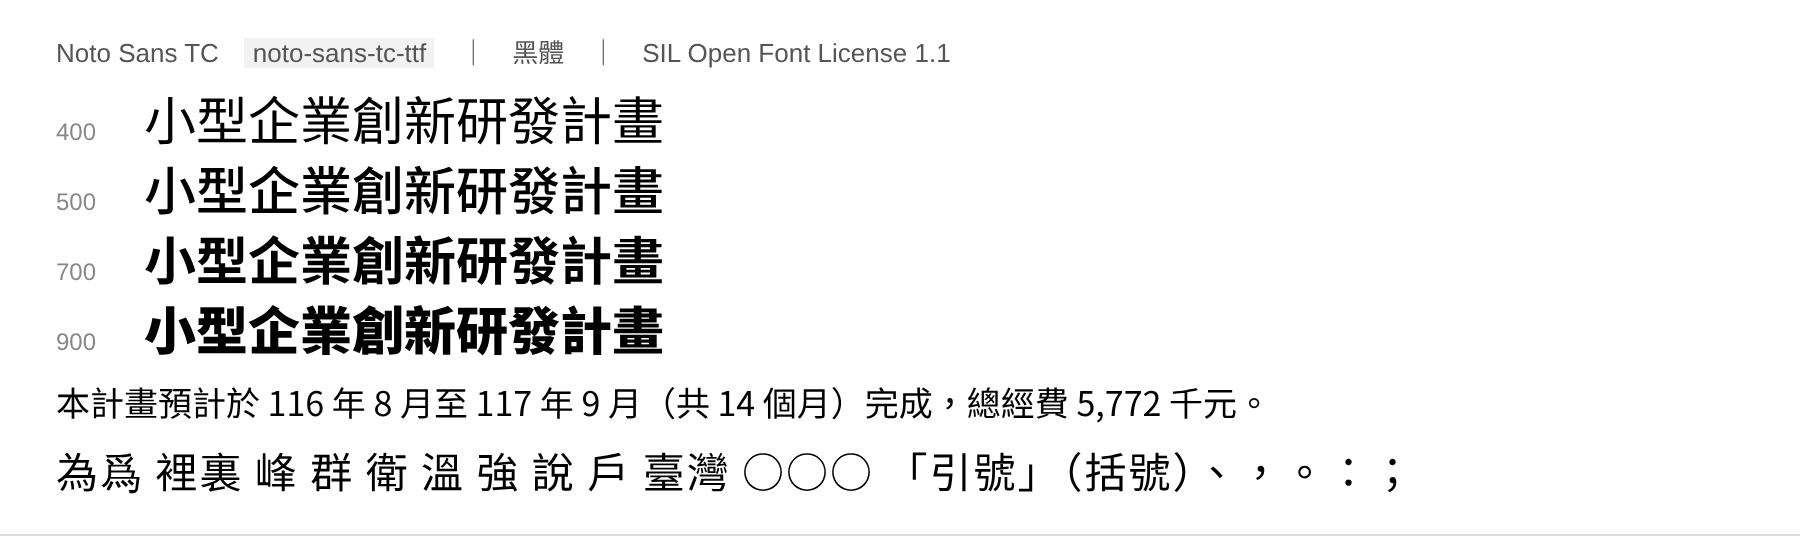 Noto Sans TC noto-sans-tc-ttf | 黑體 | SIL Open Font License 1.1
400 小型企業創新研發計畫
500 小型企業創新研發計畫
700 小型企業創新研發計畫
900 小型企業創新研發計畫
本計畫預計於 116 年 8 月至 117 年 9 月（共 14 個月）完成，總經費 5,772 千元。
為爲 裡裏 峰 群 衛 溫 強 說 戶 臺灣 〇〇〇 「引號」（括號）、，。：；